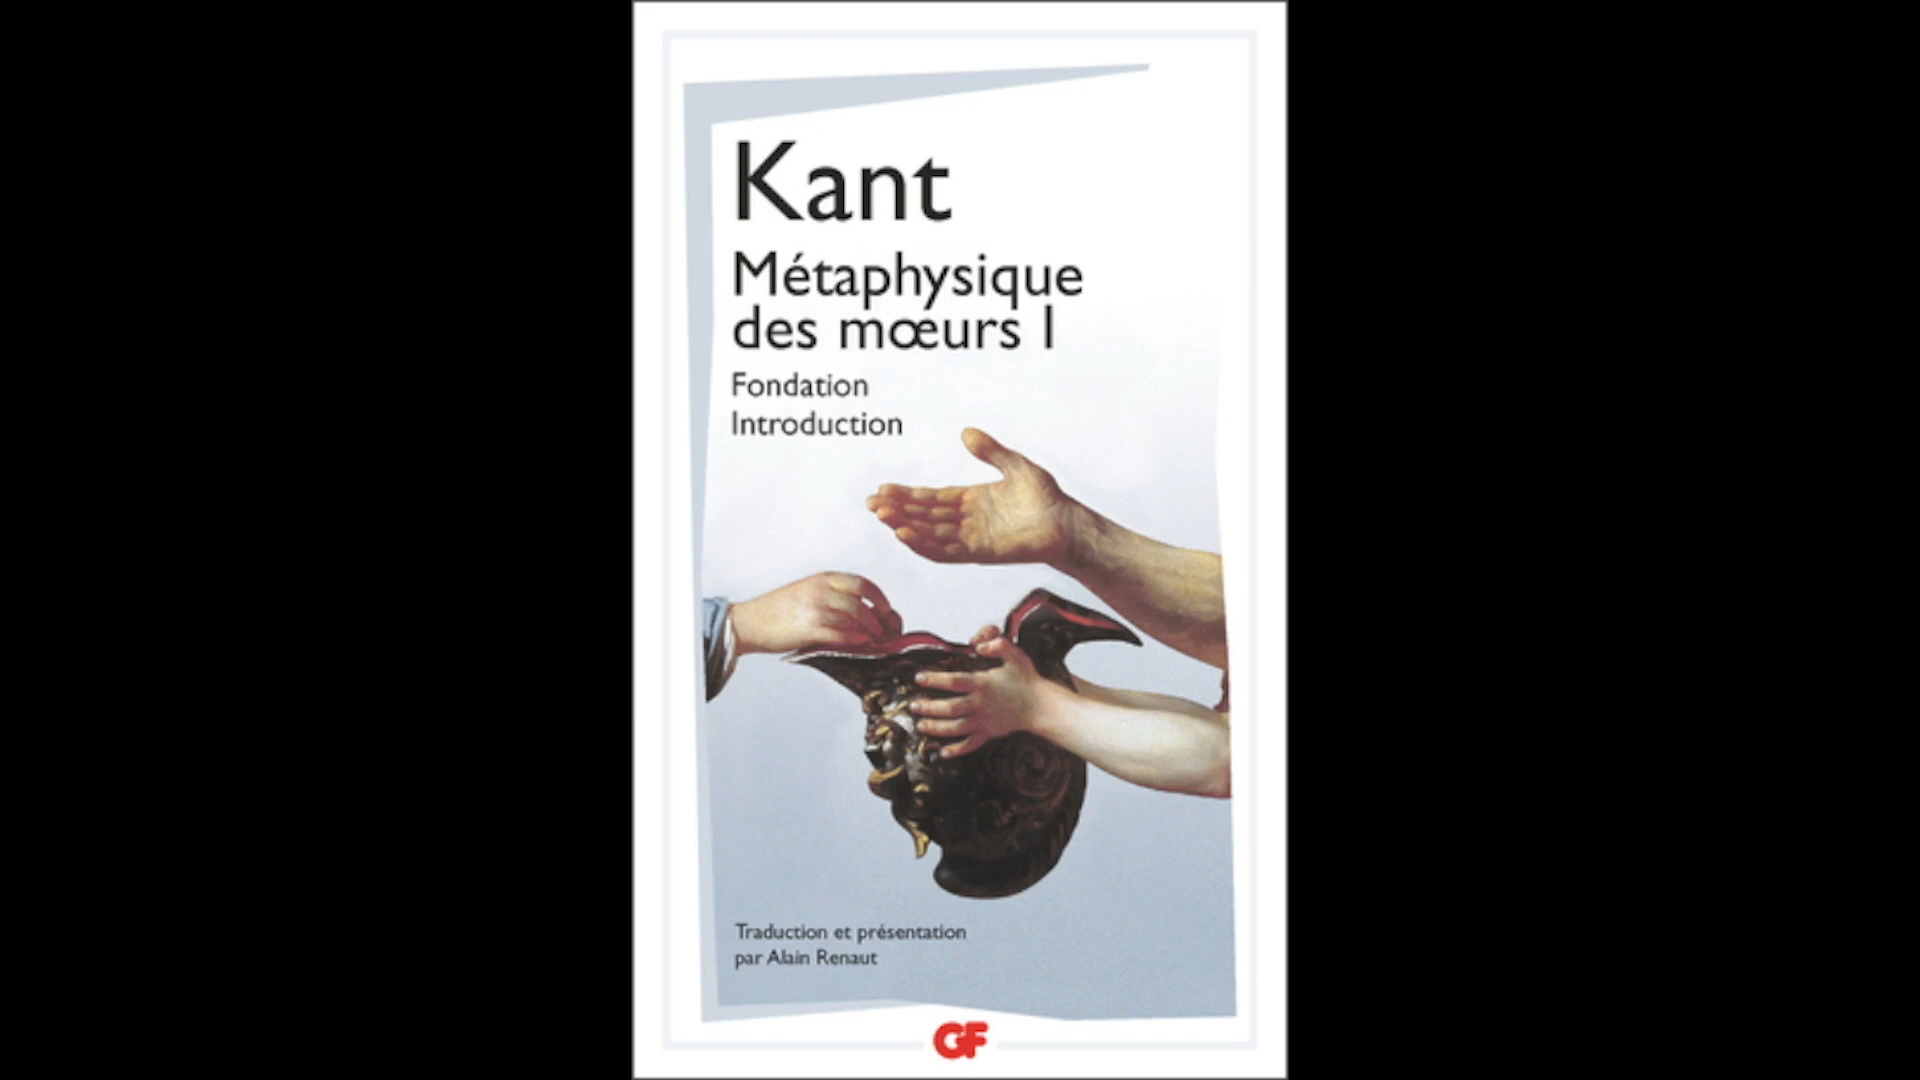 Kant
Métaphysique
des mœurs I
Fondation
Introduction
Traduction et présentation
par Alain Renaut
GF